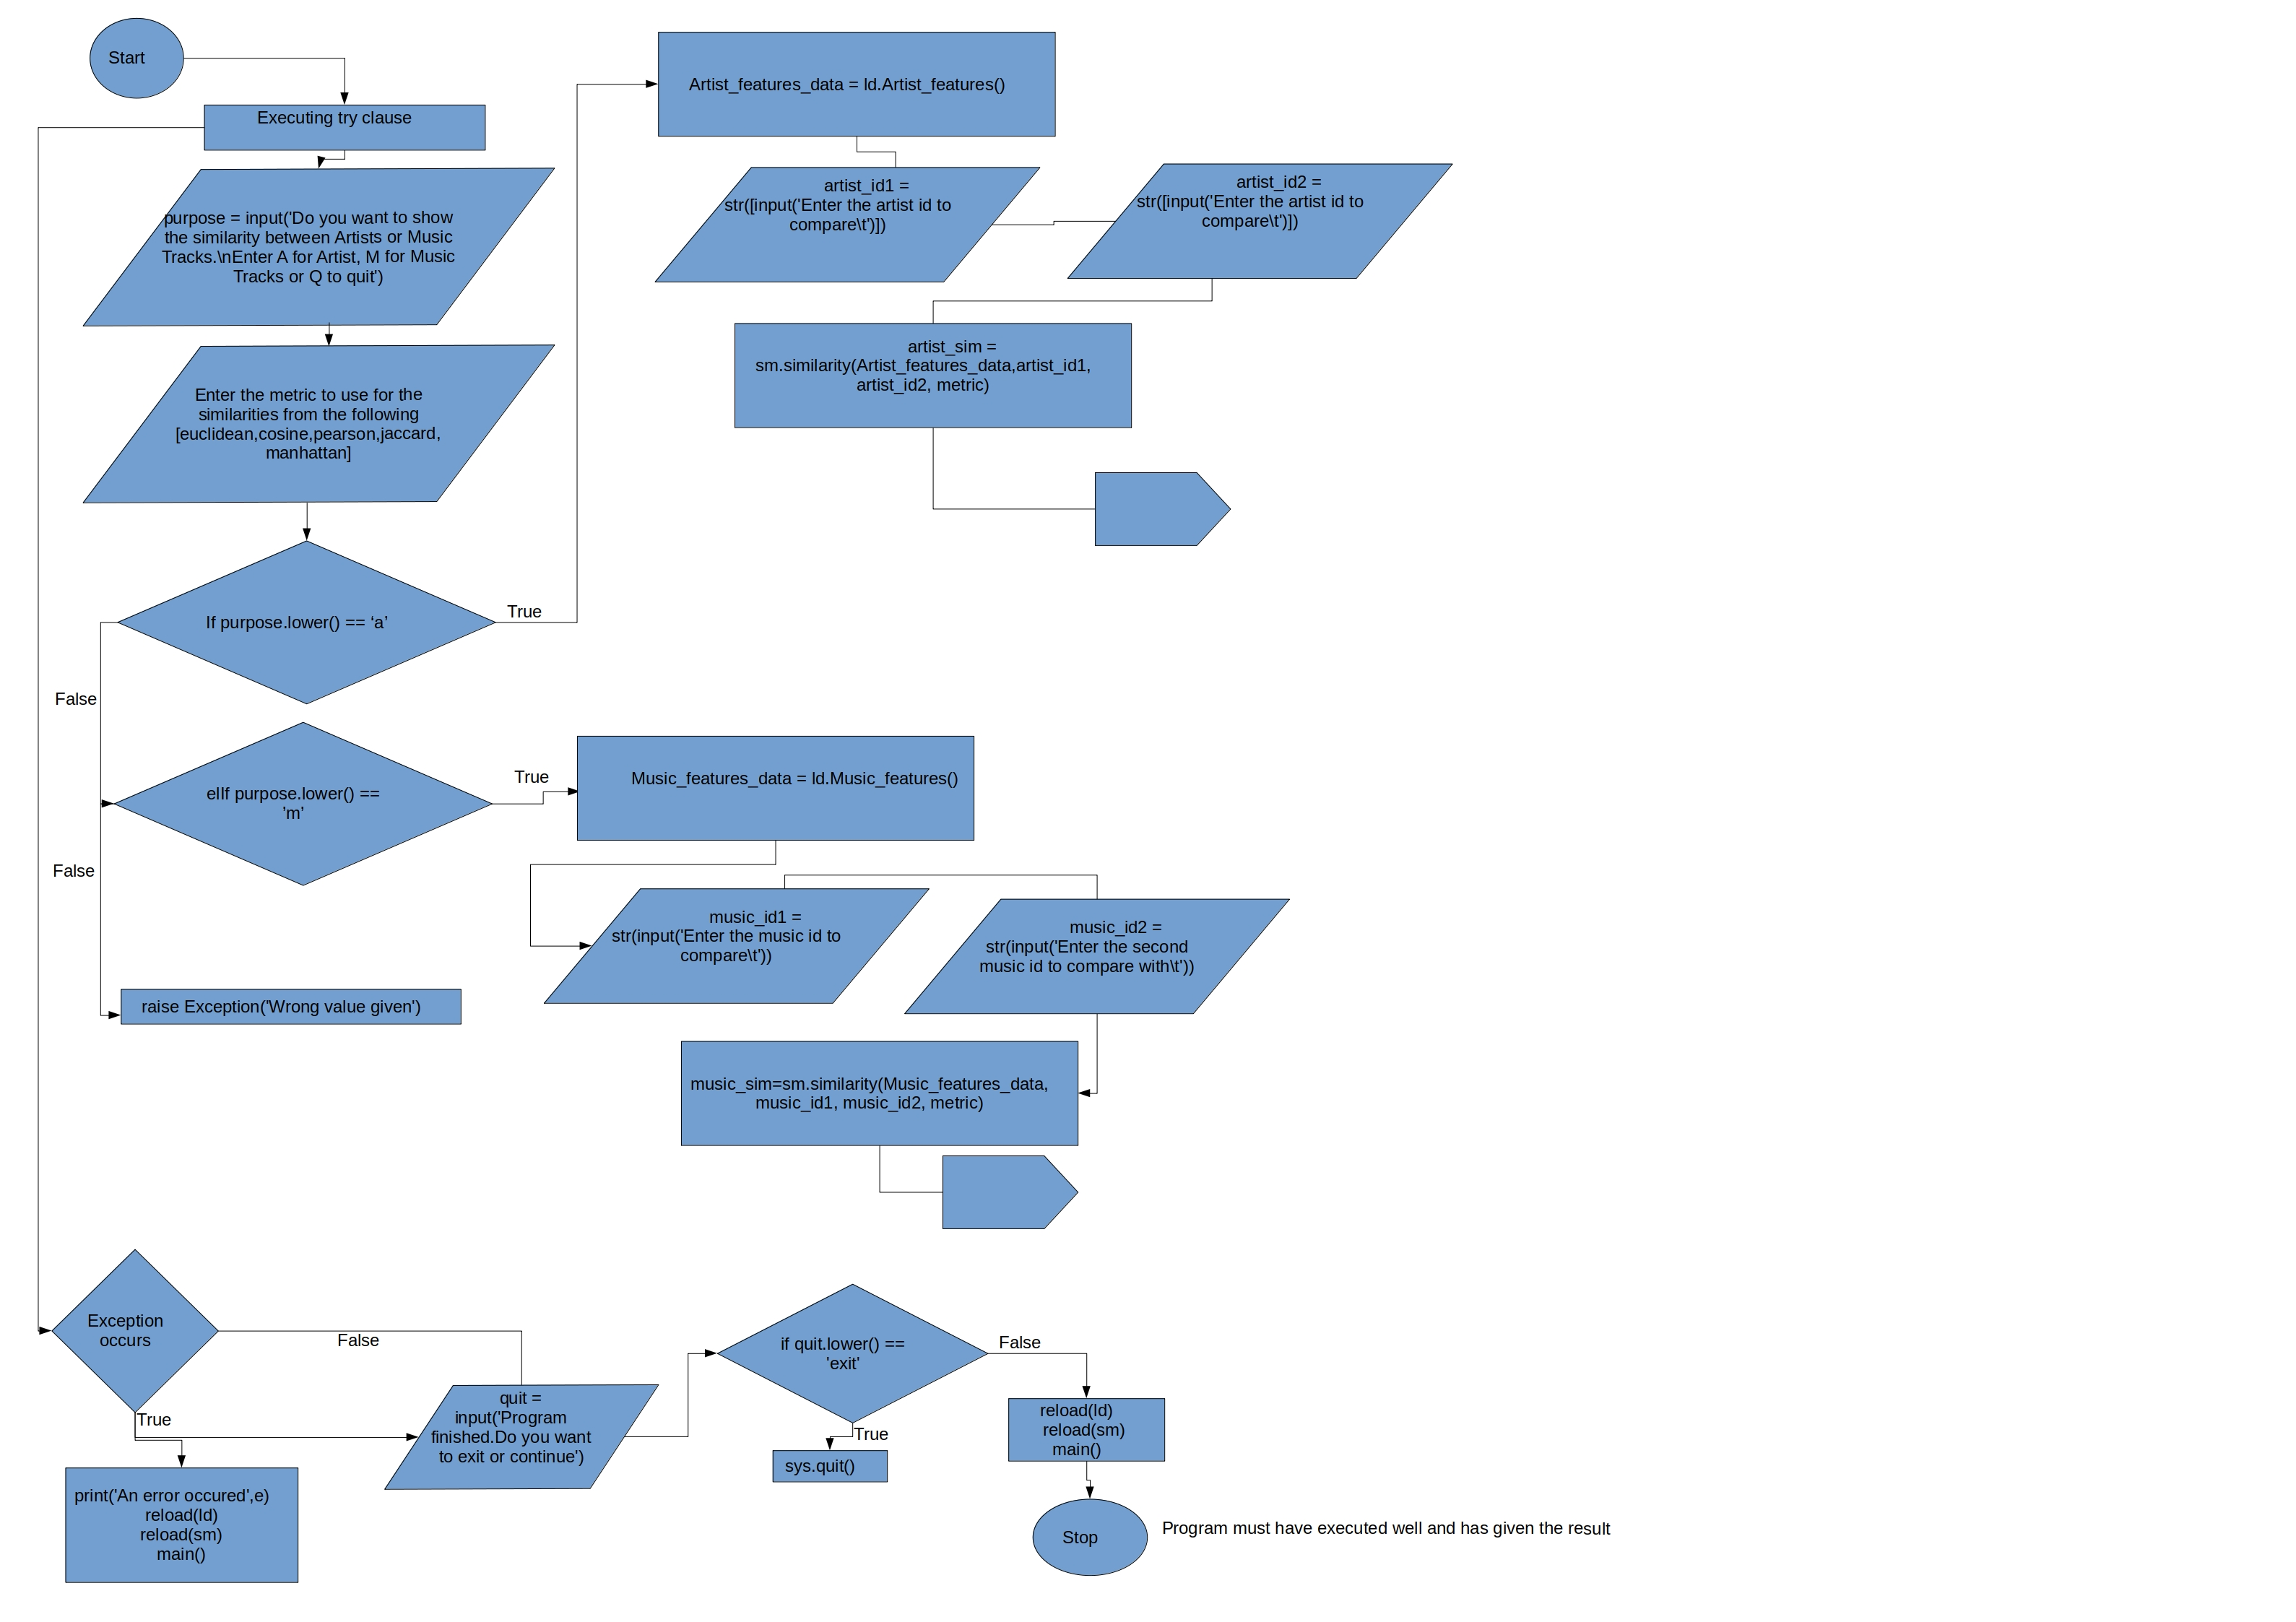 Start
Executing try clause
purpose = input('Do you want to show
the similarity between Artists or Music
Tracks.\nEnter A for Artist, M for Music
Tracks or Q to quit')
Enter the metric to use for the
similarities from the following
[euclidean,cosine,pearson,jaccard,
manhattan]
If purpose.lower() == ‘a’
True
False
Artist_features_data = ld.Artist_features()
artist_id1 =
str([input('Enter the artist id to
compare\t')])
artist_id2 =
str([input('Enter the artist id to
compare\t')])
artist_sim =
sm.similarity(Artist_features_data,artist_id1,
artist_id2, metric)
elIf purpose.lower() ==
’m’
True
False
Music_features_data = ld.Music_features()
music_id1 =
str(input('Enter the music id to
compare\t'))
music_id2 =
str(input('Enter the second
music id to compare with\t'))
raise Exception('Wrong value given')
music_sim=sm.similarity(Music_features_data,
music_id1, music_id2, metric)
Exception
occurs
False
True
quit =
input('Program
finished.Do you want
to exit or continue')
if quit.lower() ==
'exit'
False
True
sys.quit()
reload(ld)
reload(sm)
main()
print('An error occured',e)
reload(ld)
reload(sm)
main()
Stop
Program must have executed well and has given the result